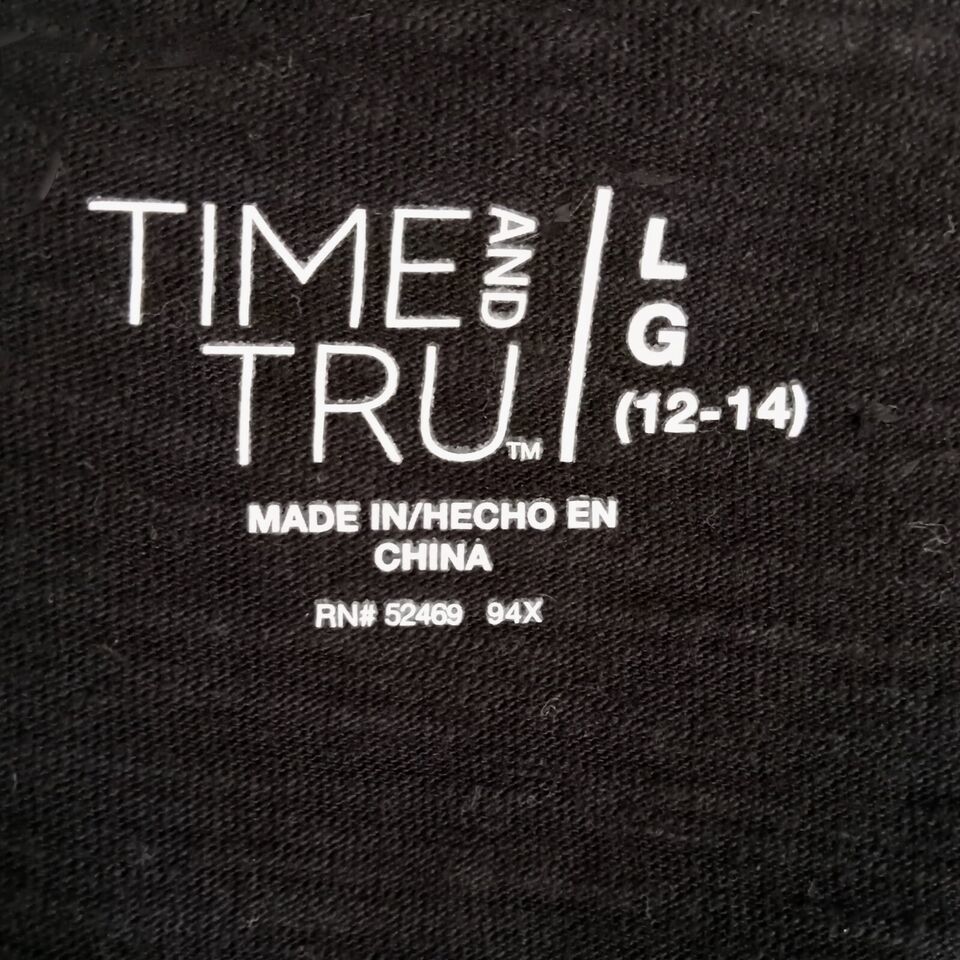 TIME AND
TRU™
L
G
(12-14)
MADE IN/HECHO EN
CHINA
RN# 52469 94X